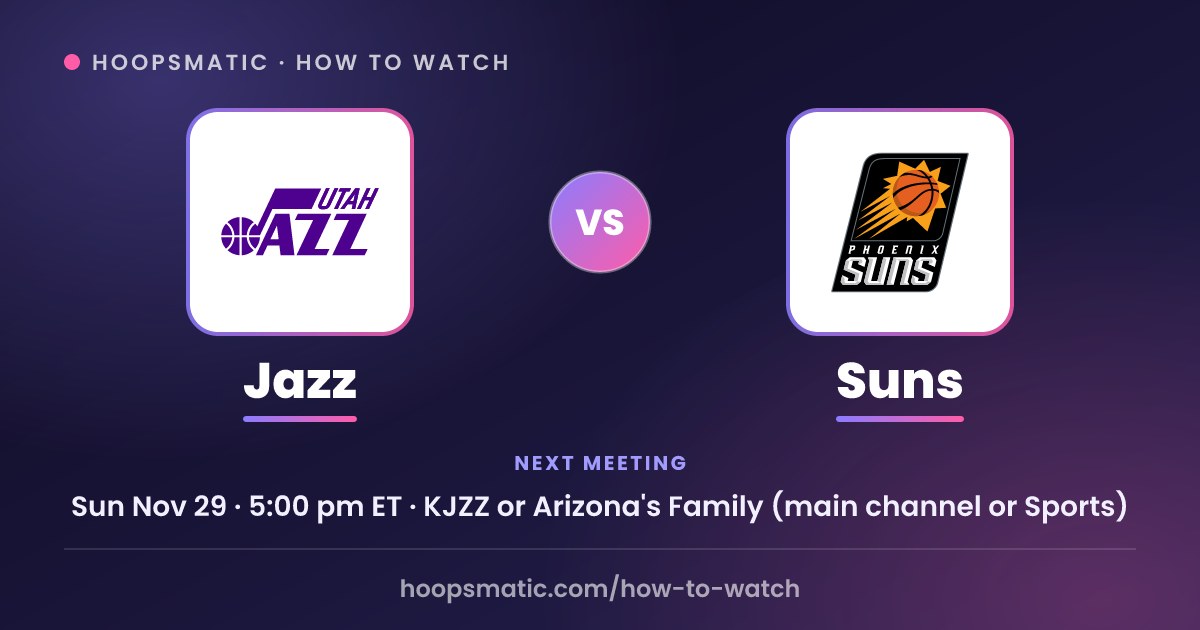 HOOPSMATIC · HOW TO WATCH
UTAH
JAZZ
VS
PHOENIX
SUNS
Jazz
Suns
NEXT MEETING
Sun Nov 29 · 5:00 pm ET · KJZZ or Arizona's Family (main channel or Sports)
hoopsmatic.com/how-to-watch